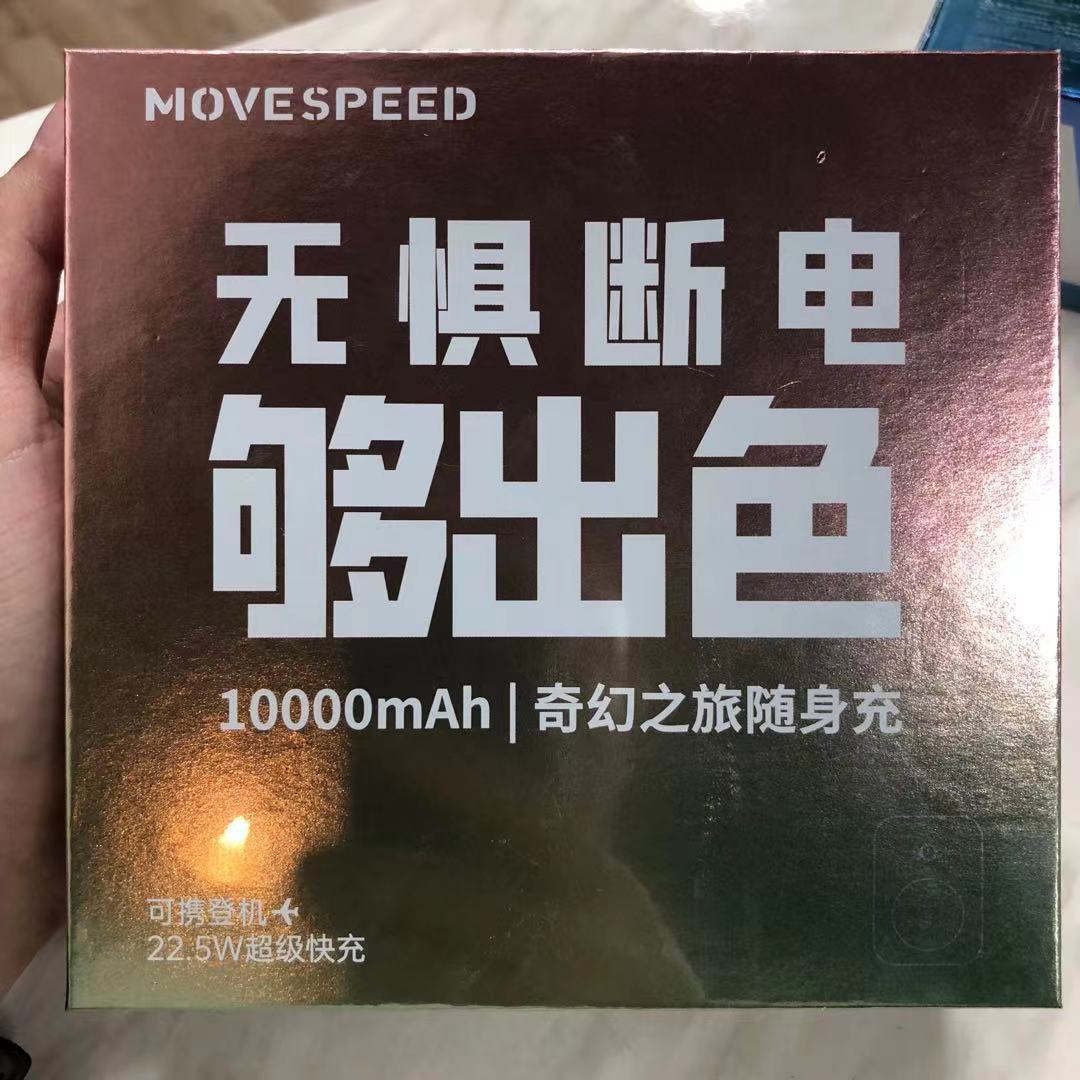 MOVESPEED
无惧断电
够出色
10000mAh | 奇幻之旅随身充
可携登机
22.5W超级快充